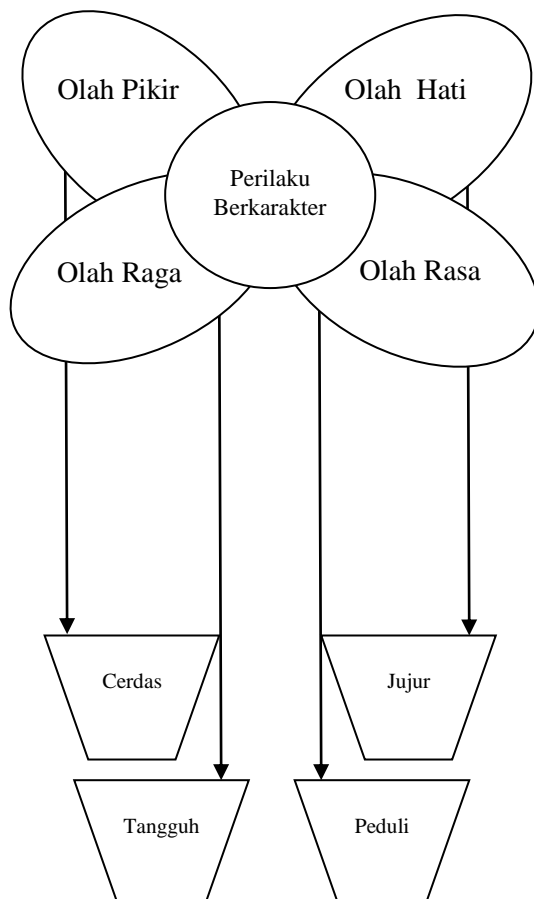 Olah Pikir
Olah Hati
Perilaku
Berkarakter
Olah Raga
Olah Rasa
Cerdas
Jujur
Tangguh
Peduli